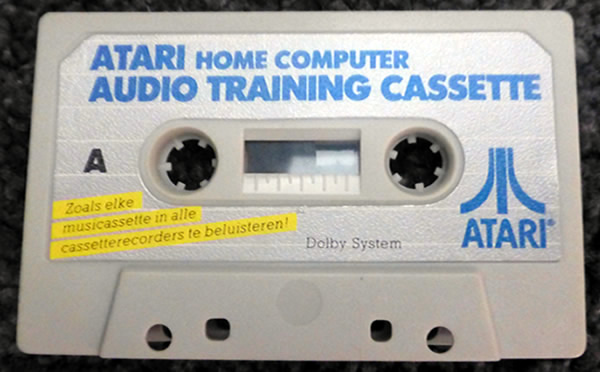 ATARI HOME COMPUTER
AUDIO TRAINING CASSETTE
A
Zoals elke
musicassette in alle
cassetterecorders te beluisteren!
Dolby System
ATARI®